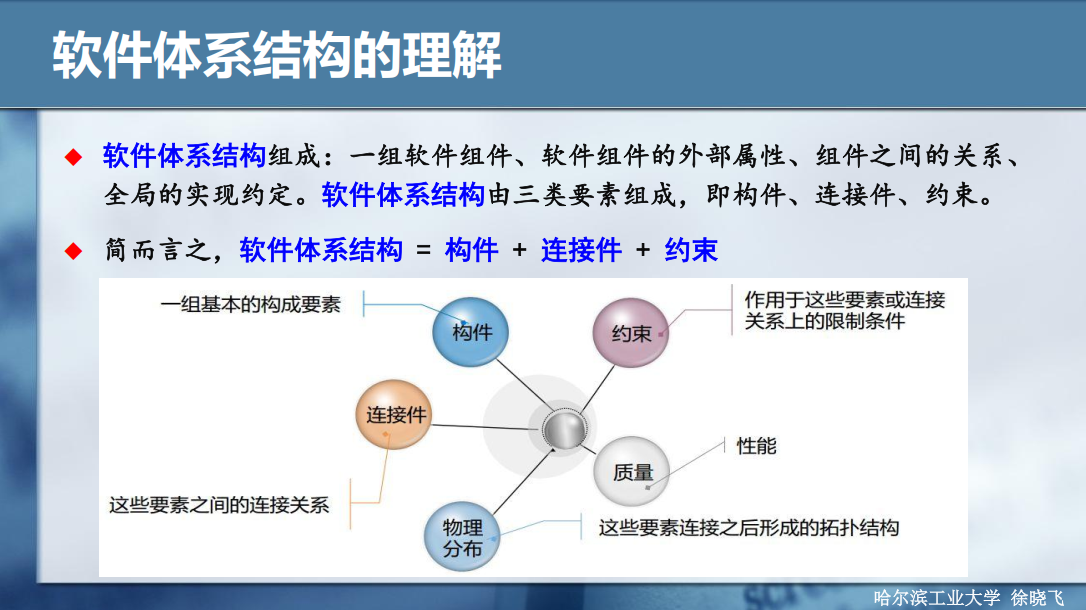 软件体系结构的理解
软件体系结构组成：一组软件组件、软件组件的外部属性、组件之间的关系、
全局的实现约定。软件体系结构由三类要素组成，即构件、连接件、约束。
简而言之，软件体系结构 = 构件 + 连接件 + 约束
一组基本的构成要素
构件
约束
作用于这些要素或连接
关系上的限制条件
连接件
这些要素之间的连接关系
质量
性能
物理
分布
这些要素连接之后形成的拓扑结构
哈尔滨工业大学 徐晓飞